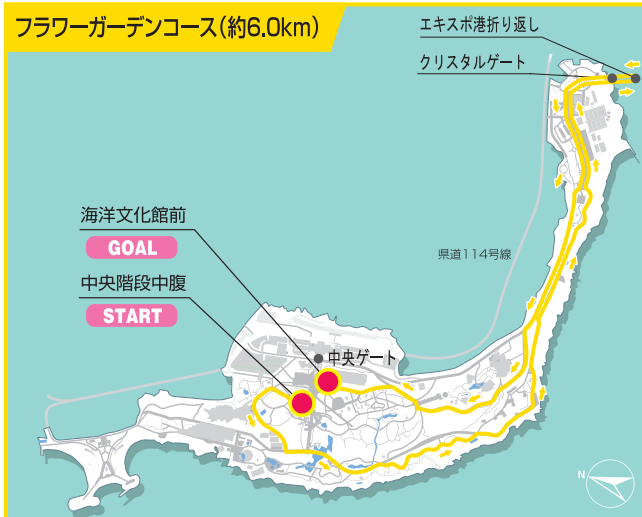 フラワーガーデンコース(約6.0km)
エキスポ港折り返し
クリスタルゲート
海洋文化館前
GOAL
県道114号線
中央階段中腹
START
中央ゲート
N